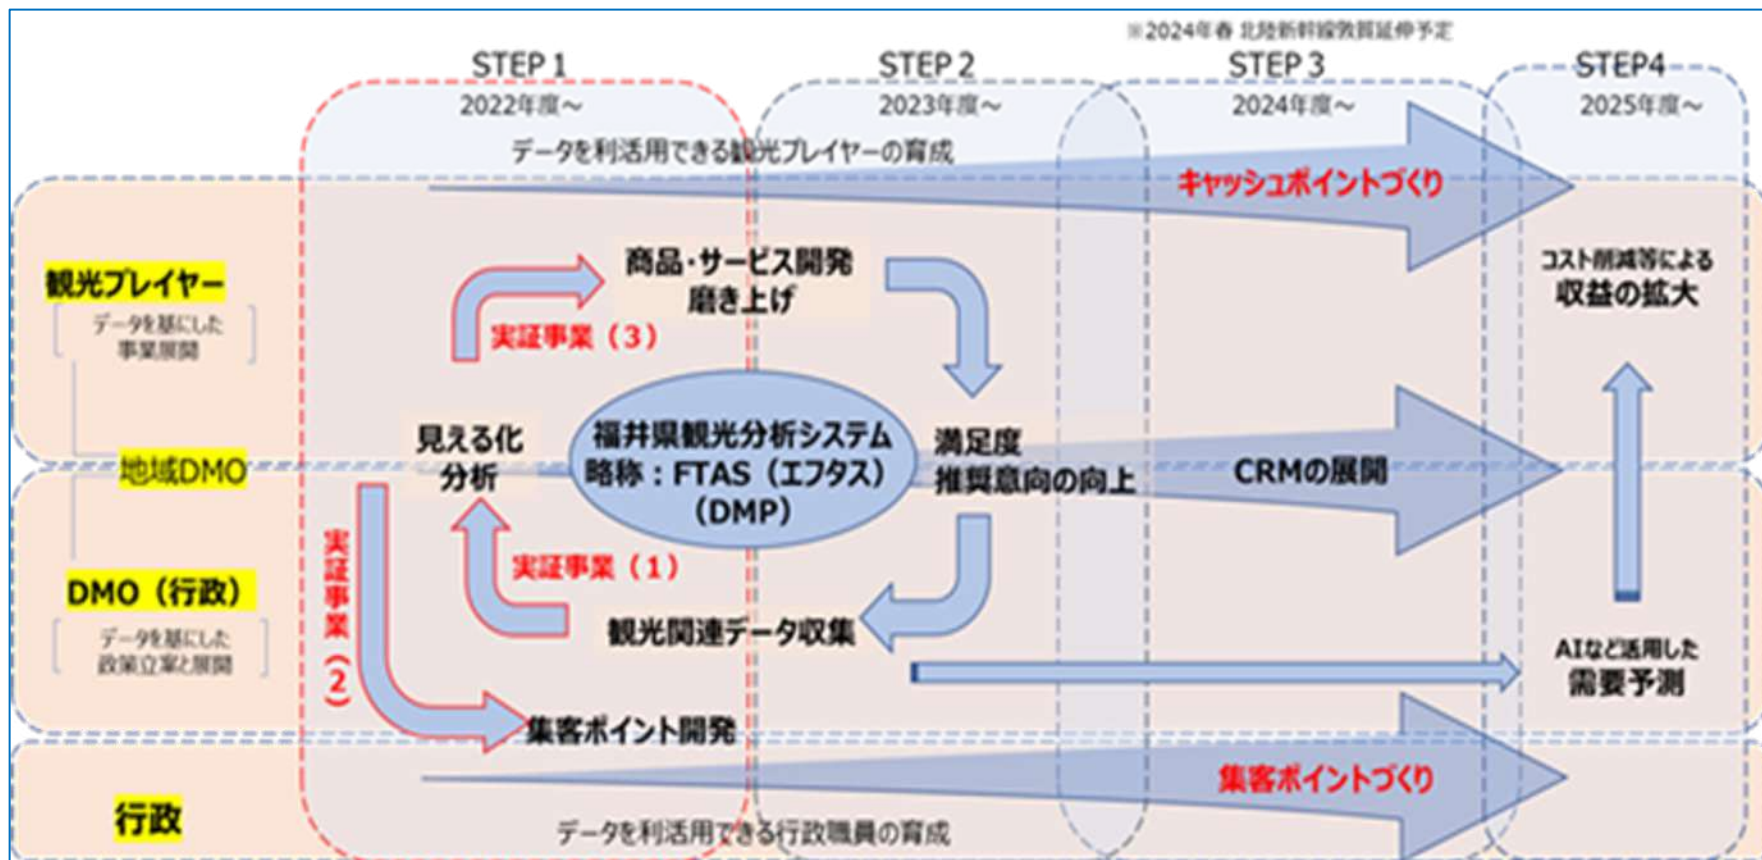 ※2024年春 北陸新幹線敦賀延伸予定
STEP 1
STEP 2
STEP 3
STEP4
2022年度～
2023年度～
2024年度～
2025年度～
データを利活用できる観光プレイヤーの育成
キャッシュポイントづくり
観光プレイヤー
データを基にした
事業展開
商品・サービス開発
磨き上げ
実証事業（3）
コスト削減等による
収益の拡大
地域DMO
見える化
分析
福井県観光分析システム
略称：FTAS（エフタス）
（DMP）
満足度
推奨意向の向上
CRMの展開
DMO（行政）
データを基にした
政策立案と展開
実証事業（2）
実証事業（1）
観光関連データ収集
AIなど活用した
需要予測
集客ポイント開発
集客ポイントづくり
行政
データを利活用できる行政職員の育成